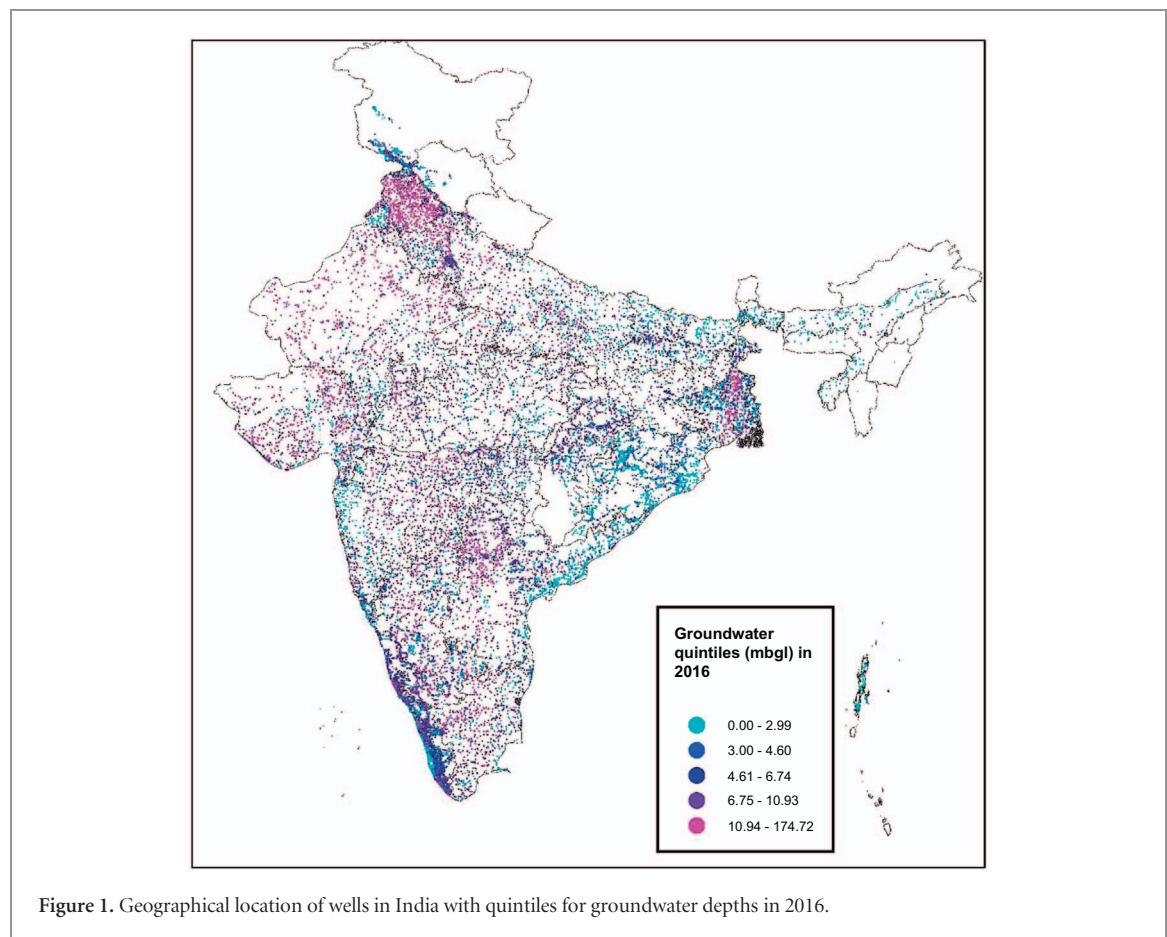 Groundwater
quintiles (mbgl) in
2016
0.00 - 2.99
3.00 - 4.60
4.61 - 6.74
6.75 - 10.93
10.94 - 174.72
Figure 1. Geographical location of wells in India with quintiles for groundwater depths in 2016.